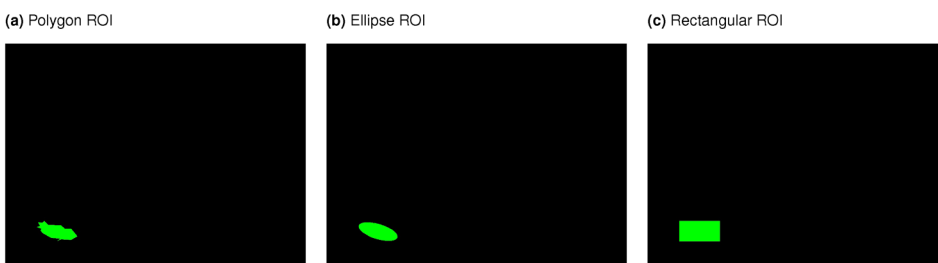 (a) Polygon ROI
(b) Ellipse ROI
(c) Rectangular ROI